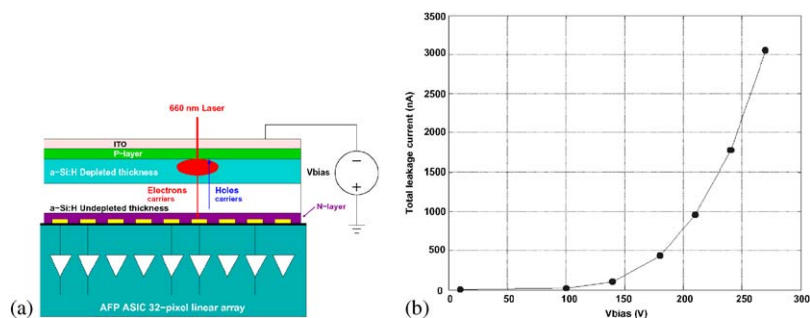 660 nm Laser
ITO
P-layer
a-Si:H Depleted thickness
Vbias
Electrons
carriers
Holes
carriers
a-Si:H Undepleted thickness
N-layer
AFP ASIC 32-pixel linear array
(a)
3500
3000
2500
2000
1750
1500
1000
500
0
Total leakage current (nA)
0
50
100
150
200
250
300
Vbias (V)
(b)